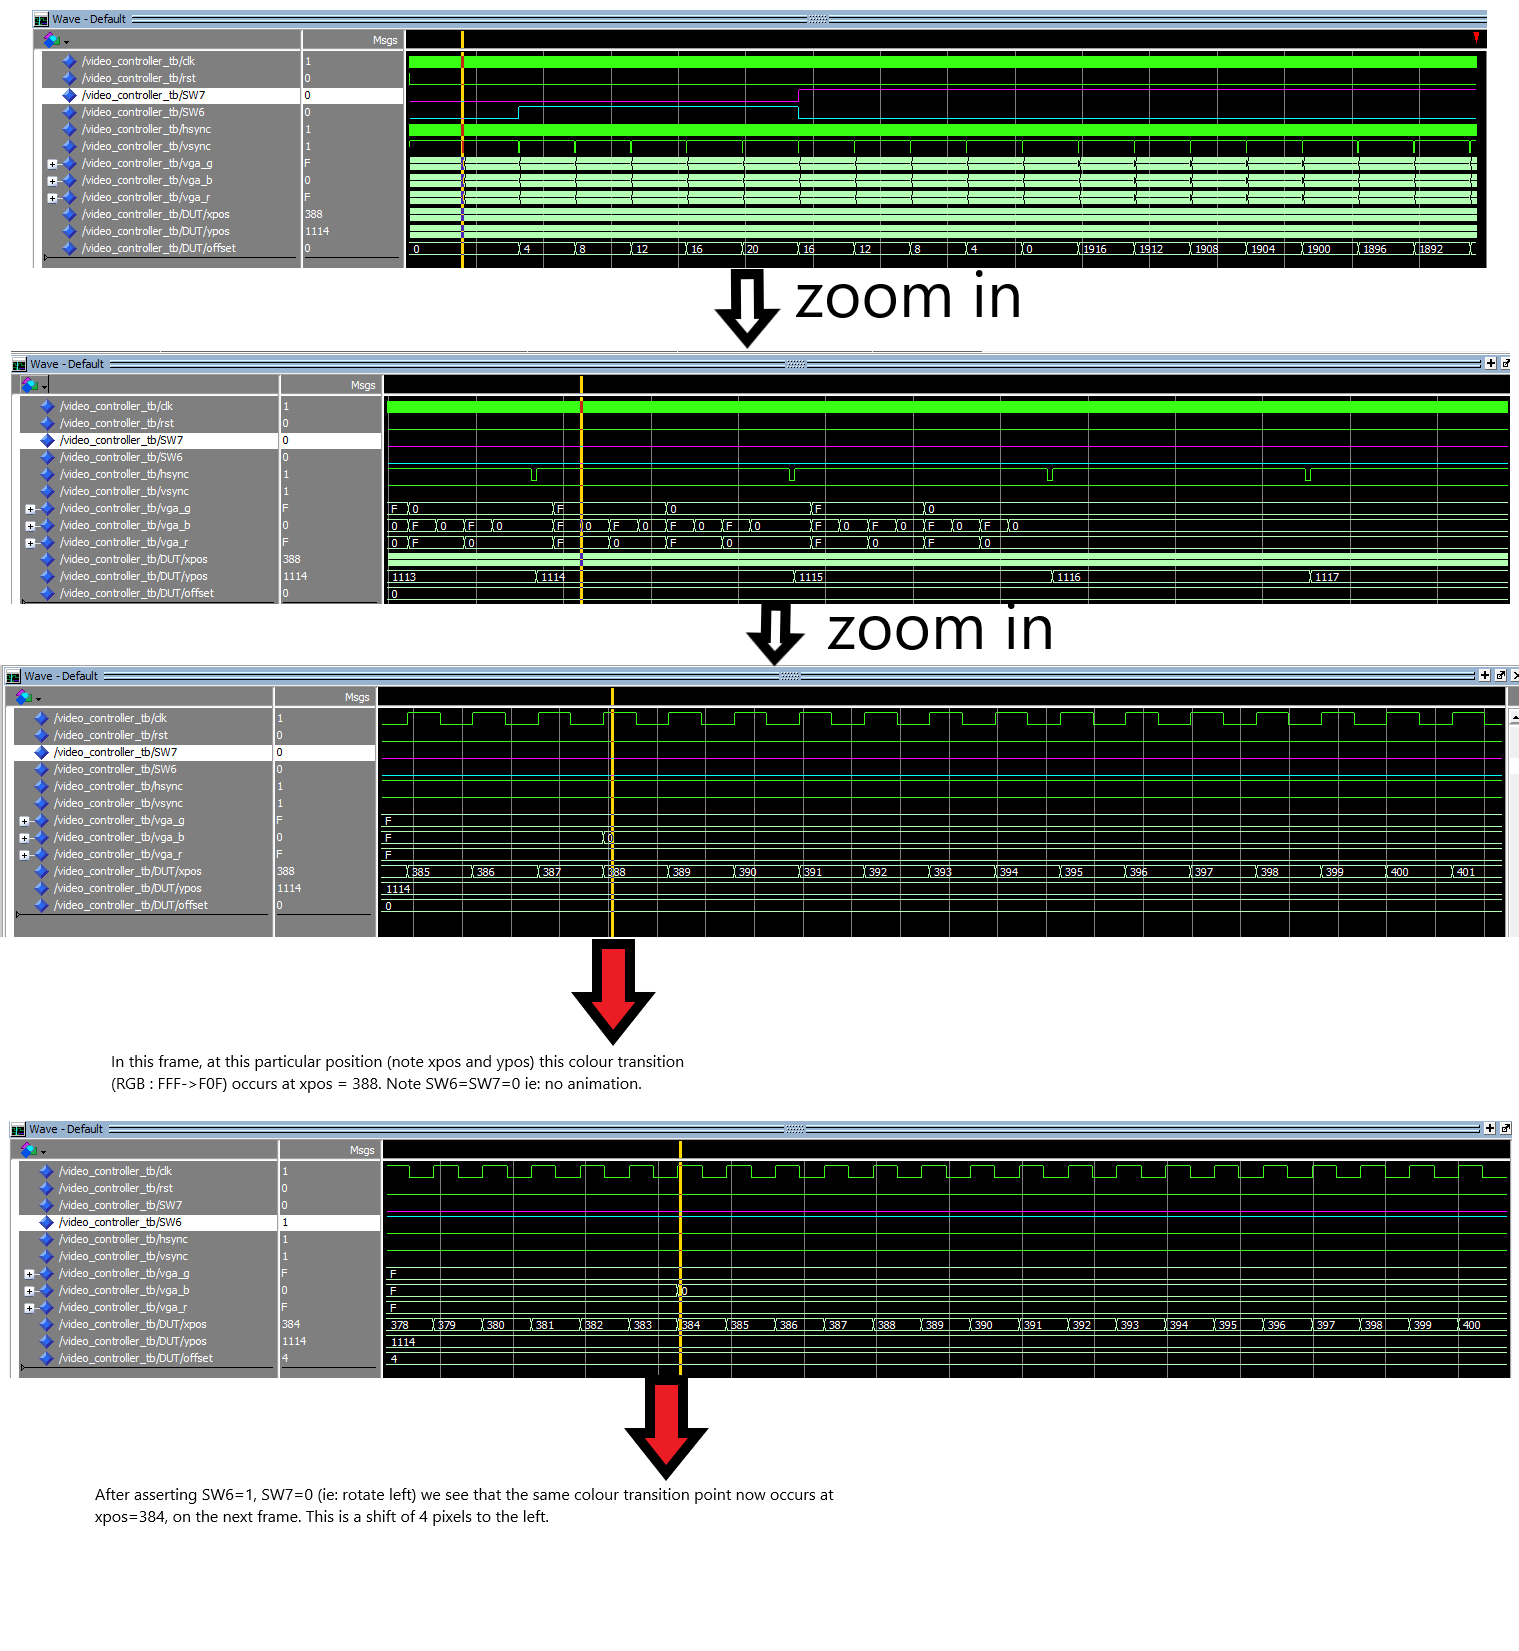 Wave - Default
Msgs
/video_controller_tb/clk 1
/video_controller_tb/rst 0
/video_controller_tb/SW7 0
/video_controller_tb/SW6 0
/video_controller_tb/hsync 1
/video_controller_tb/vsync 1
/video_controller_tb/vga_g F
/video_controller_tb/vga_b 0
/video_controller_tb/vga_r F
/video_controller_tb/DUT/xpos 388
/video_controller_tb/DUT/ypos 1114
/video_controller_tb/DUT/offset 0 0 4 8 12 16 20 16 12 8 4 0 1916 1912 1908 1904 1900 1896 1892
zoom in
Wave - Default
Msgs
/video_controller_tb/clk 1
/video_controller_tb/rst 0
/video_controller_tb/SW7 0
/video_controller_tb/SW6 0
/video_controller_tb/hsync 1
/video_controller_tb/vsync 1
/video_controller_tb/vga_g F F 0 F 0 F 0
/video_controller_tb/vga_b 0 0 F 0 F 0 F 0 F 0 F 0 F 0 F 0 F 0 F 0 F 0
/video_controller_tb/vga_r F 0 F 0 F 0 F 0 F 0 F 0
/video_controller_tb/DUT/xpos 388
/video_controller_tb/DUT/ypos 1114 1113 1114 1115 1116 1117
/video_controller_tb/DUT/offset 0 0
zoom in
Wave - Default
Msgs
/video_controller_tb/clk 1
/video_controller_tb/rst 0
/video_controller_tb/SW7 0
/video_controller_tb/SW6 0
/video_controller_tb/hsync 1
/video_controller_tb/vsync 1
/video_controller_tb/vga_g F F
/video_controller_tb/vga_b 0 F 0
/video_controller_tb/vga_r F F
/video_controller_tb/DUT/xpos 388 385 386 387 388 389 390 391 392 393 394 395 396 397 398 399 400 401
/video_controller_tb/DUT/ypos 1114 1114
/video_controller_tb/DUT/offset 0 0
In this frame, at this particular position (note xpos and ypos) this colour transition
(RGB : FFF->F0F) occurs at xpos = 388. Note SW6=SW7=0 ie: no animation.
Wave - Default
Msgs
/video_controller_tb/clk 1
/video_controller_tb/rst 0
/video_controller_tb/SW7 0
/video_controller_tb/SW6 1
/video_controller_tb/hsync 1
/video_controller_tb/vsync 1
/video_controller_tb/vga_g F F
/video_controller_tb/vga_b 0 F 0
/video_controller_tb/vga_r F F
/video_controller_tb/DUT/xpos 384 378 379 380 381 382 383 384 385 386 387 388 389 390 391 392 393 394 395 396 397 398 399 400
/video_controller_tb/DUT/ypos 1114 1114
/video_controller_tb/DUT/offset 4 4
After asserting SW6=1, SW7=0 (ie: rotate left) we see that the same colour transition point now occurs at
xpos=384, on the next frame. This is a shift of 4 pixels to the left.